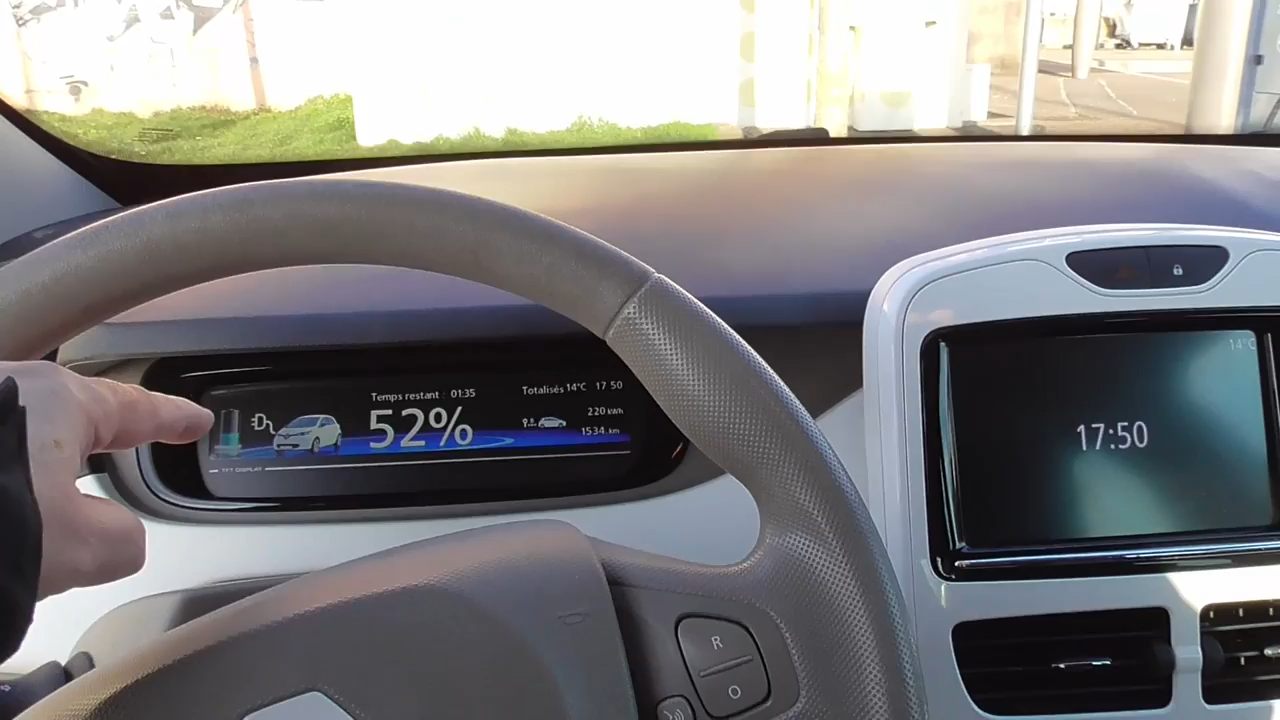 Temps restant : 01:35
52%
Totalisés 14°C 17 50
220 kWh
1534 km
TFT DISPLAY
14°C
17:50
R
O